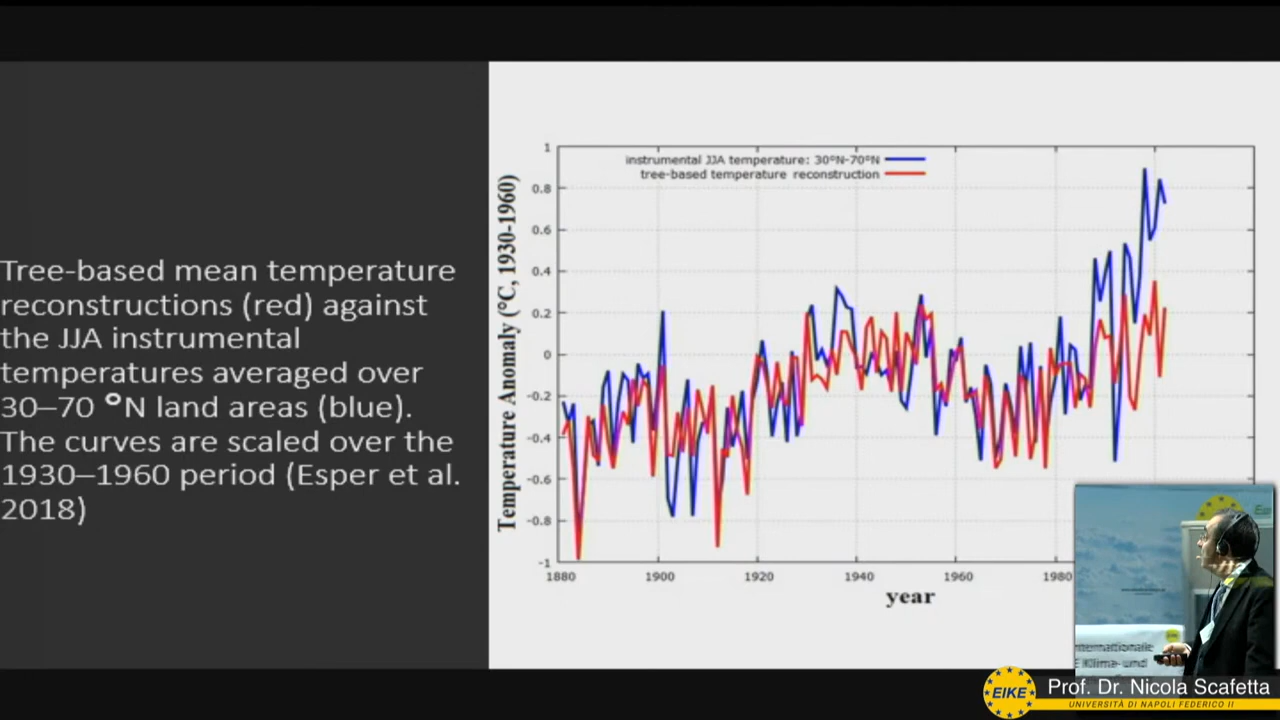 Tree-based mean temperature
reconstructions (red) against
the JJA instrumental
temperatures averaged over
30–70 ºN land areas (blue).
The curves are scaled over the
1930–1960 period (Esper et al.
2018)
instrumental JJA temperature: 30ºN-70ºN
tree-based temperature reconstruction
Temperature Anomaly (°C, 1930-1960)
1
0.8
0.6
0.4
0.2
0
-0.2
-0.4
-0.6
-0.8
-1
1880 1900 1920 1940 1960 1980
year
nternationale
E Klima- und
EIKE
Prof. Dr. Nicola Scafetta
UNIVERSITÀ DI NAPOLI FEDERICO II